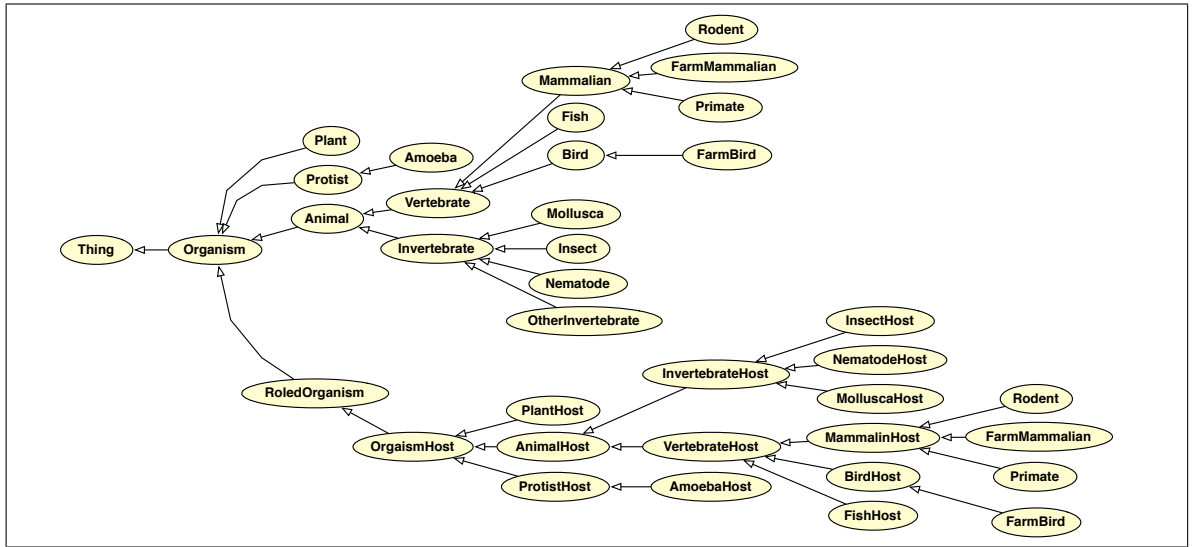 Rodent
FarmMammalian
Mammalian
Primate
Fish
Plant
Bird
FarmBird
Amoeba
Protist
Vertebrate
Mollusca
Animal
Thing
Organism
Invertebrate
Insect
Nematode
OtherInvertebrate
InsectHost
NematodeHost
InvertebrateHost
RoledOrganism
MolluscaHost
Rodent
PlantHost
MammalinHost
FarmMammalian
OrgaismHost
AnimalHost
VertebrateHost
BirdHost
Primate
ProtistHost
AmoebaHost
FishHost
FarmBird